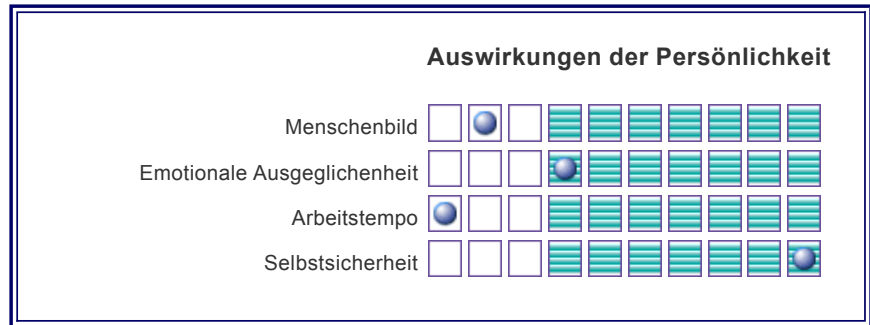 Auswirkungen der Persönlichkeit
Menschenbild
Emotionale Ausgeglichenheit
Arbeitstempo
Selbstsicherheit